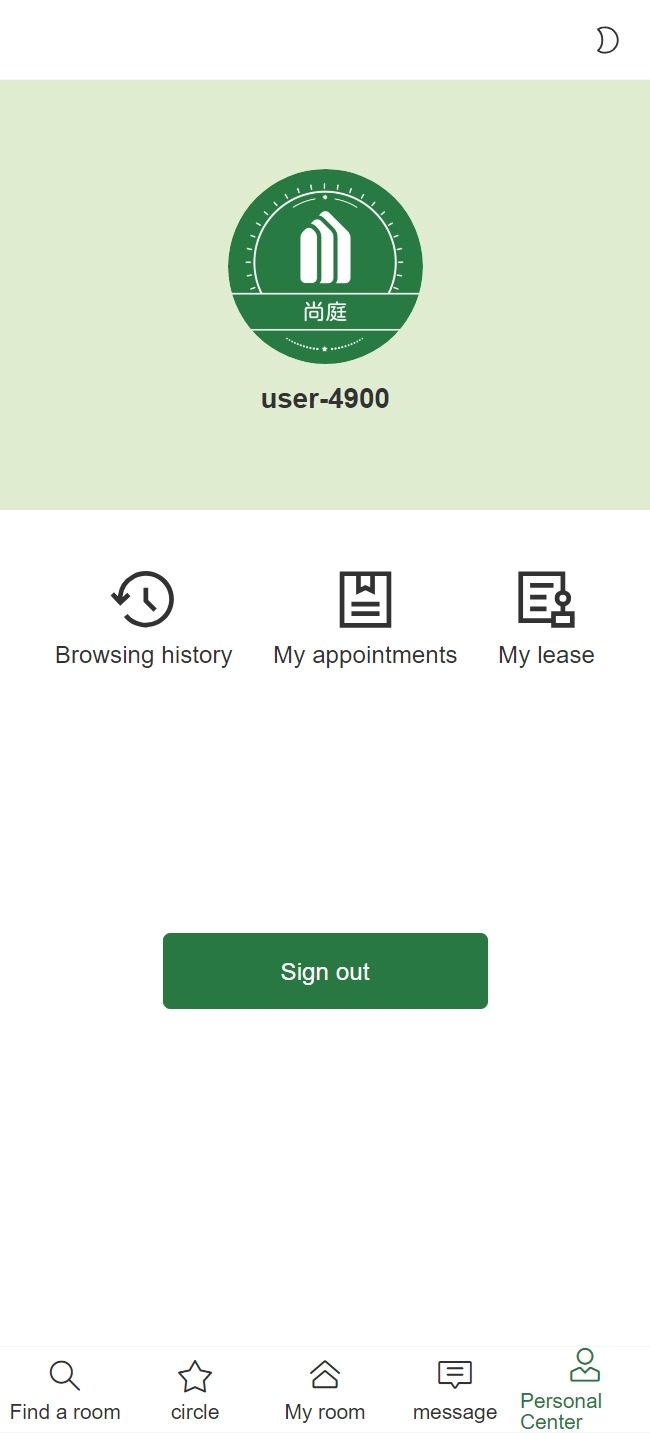 尚庭
user-4900
Browsing history
My appointments
My lease
Sign out
Find a room
circle
My room
message
Personal
Center